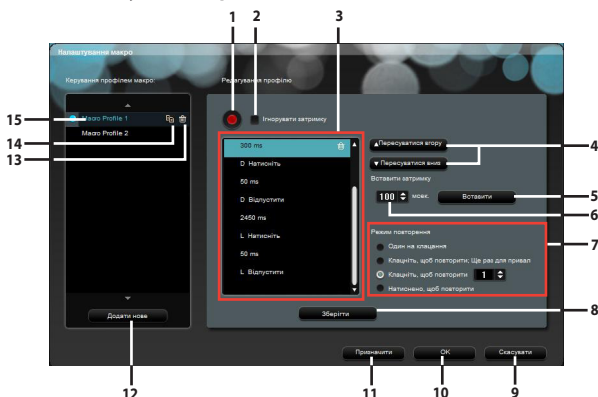 1 2 3
Налаштування макро
Керування профілем макро:
Редагування профілю
15
Macro Profile 1
14
Macro Profile 2
13
Ігнорувати затримку
300 ms
D Натисніть
50 ms
D Відпустити
2450 ms
L Натисніть
50 ms
L Відпустити
▲Пересуватися вгору
4
▼Пересуватися вниз
Вставити затримку
100 мсек. Вставити
5
6
Режим повторення
7
Один на клацання
Клацніть, щоб повторити; Ще раз для привал
Клацніть, щоб повторити 1
Натиснено, щоб повторити
Додати нове
Зберігти
8
Призначити OK Скасувати
12 11 10 9